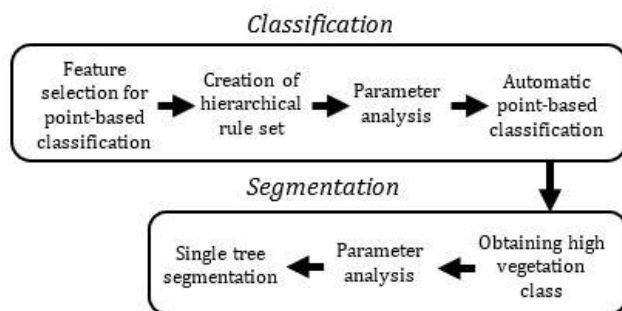 Classification
Feature
selection for
point-based
classification
Creation of
hierarchical
rule set
Parameter
analysis
Automatic
point-based
classification
Segmentation
Single tree
segmentation
Parameter
analysis
Obtaining high
vegetation
class